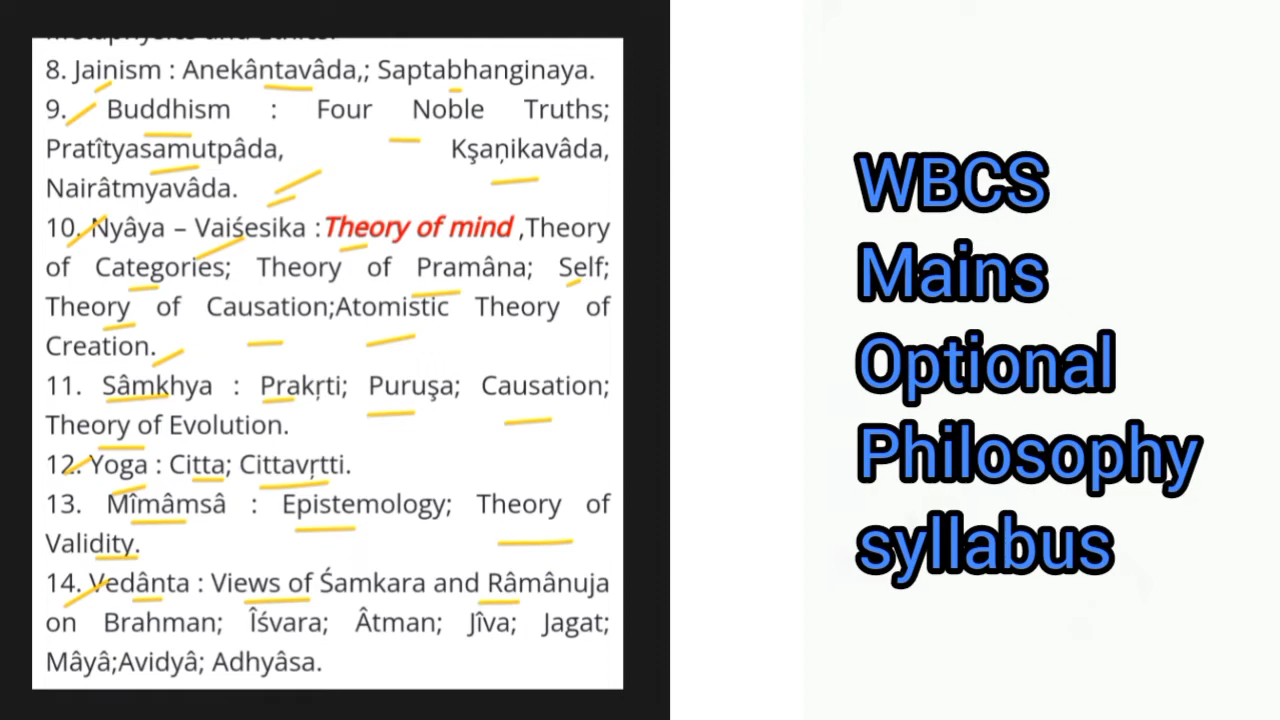 8. Jainism : Anekântavâda,; Saptabhanginaya.
9. Buddhism : Four Noble Truths;
Pratîtyasamutpâda, Kşaņikavâda,
Nairâtmyavâda.
10. Nyâya – Vaiśesika :Theory of mind ,Theory
of Categories; Theory of Pramâna; Self;
Theory of Causation;Atomistic Theory of
Creation.
11. Sâmkhya : Prakŗti; Puruşa; Causation;
Theory of Evolution.
12. Yoga : Citta; Cittavŗtti.
13. Mîmâmsâ : Epistemology; Theory of
Validity.
14. Vedânta : Views of Śamkara and Râmânuja
on Brahman; Îśvara; Âtman; Jîva; Jagat;
Mâyâ;Avidyâ; Adhyâsa.
WBCS
Mains
Optional
Philosophy
syllabus